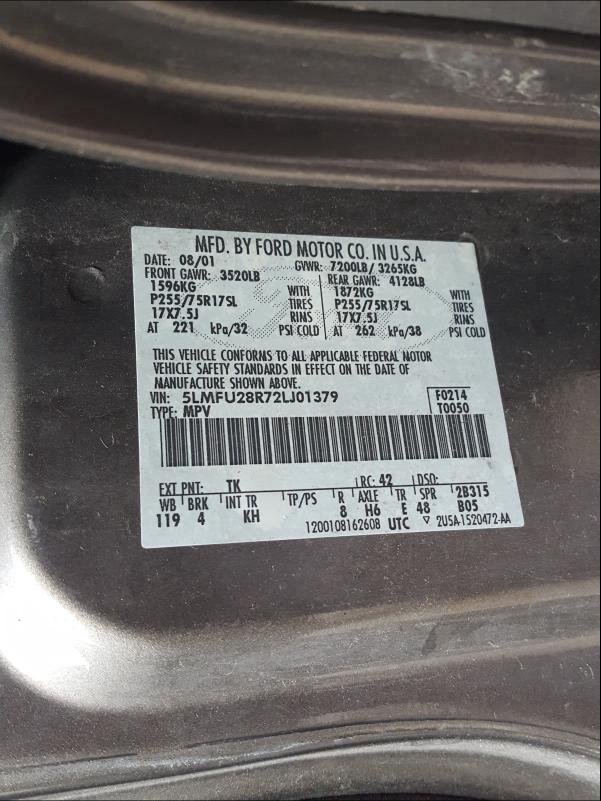 MFD. BY FORD MOTOR CO. IN U.S.A.
DATE: 08/01 GVWR: 7200LB/ 3265KG
FRONT GAWR: 3520LB REAR GAWR: 4128LB
1596KG WITH 1872KG WITH
P255/75R17SL TIRES P255/75R17SL TIRES
17X7.5J RIMS 17X7.5J RIMS
AT 221 kPa/32 PSI COLD AT 262 kPa/38 PSI COLD
THIS VEHICLE CONFORMS TO ALL APPLICABLE FEDERAL MOTOR
VEHICLE SAFETY STANDARDS IN EFFECT ON THE DATE OF
MANUFACTURE SHOWN ABOVE.
VIN: 5LMFU28R72LJ01379 F0214
TYPE: MPV T0050
EXT PNT: TK RC: 42 DSO:
WB BRK INT TR TP/PS R AXLE TR SPR 2B315
119 4 KH 8 H6 E 48 B05
1200108162608 UTC ▽ 2U5A-1520472-AA